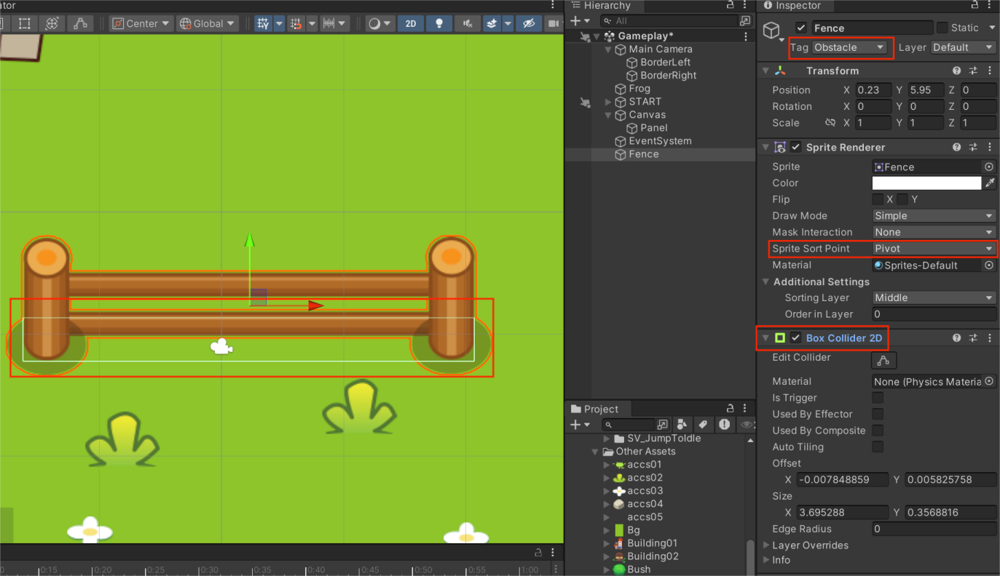 ator
Center
Global
2D
Hierarchy
All
Gameplay*
Main Camera
BorderLeft
BorderRight
Frog
START
Canvas
Panel
EventSystem
Fence
Project
SV_JumpToIdle
Other Assets
accs01
accs02
accs03
accs04
accs05
Bg
Building01
Building02
Bush
Inspector
Fence
Static
Tag Obstacle Layer Default
Transform
Position X 0.23 Y 5.95 Z 0
Rotation X 0 Y 0 Z 0
Scale X 1 Y 1 Z 1
Sprite Renderer
Sprite Fence
Color
Flip X Y
Draw Mode Simple
Mask Interaction None
Sprite Sort Point Pivot
Material Sprites-Default
Additional Settings
Sorting Layer Middle
Order in Layer 0
Box Collider 2D
Edit Collider
Material None (Physics Materia
Is Trigger
Used By Effector
Used By Composite
Auto Tiling
Offset
X -0.007848859 Y 0.005825758
Size
X 3.695288 Y 0.3568816
Edge Radius 0
Layer Overrides
Info
0:15 0:20 0:25 0:30 0:35 0:40 0:45 0:50 0:55 1:00